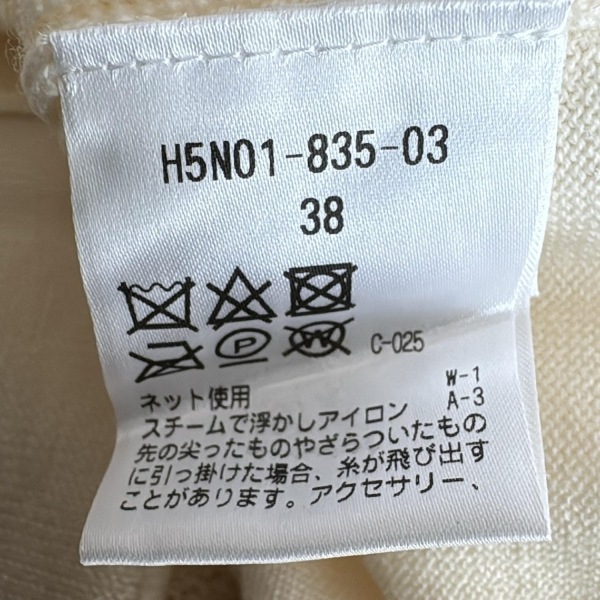 H5N01-835-03
38
P W C-025
ネット使用 W-1
スチームで浮かしアイロン A-3
先の尖ったものやざらついたもの
に引っ掛けた場合、糸が飛び出す
ことがあります。アクセサリー、